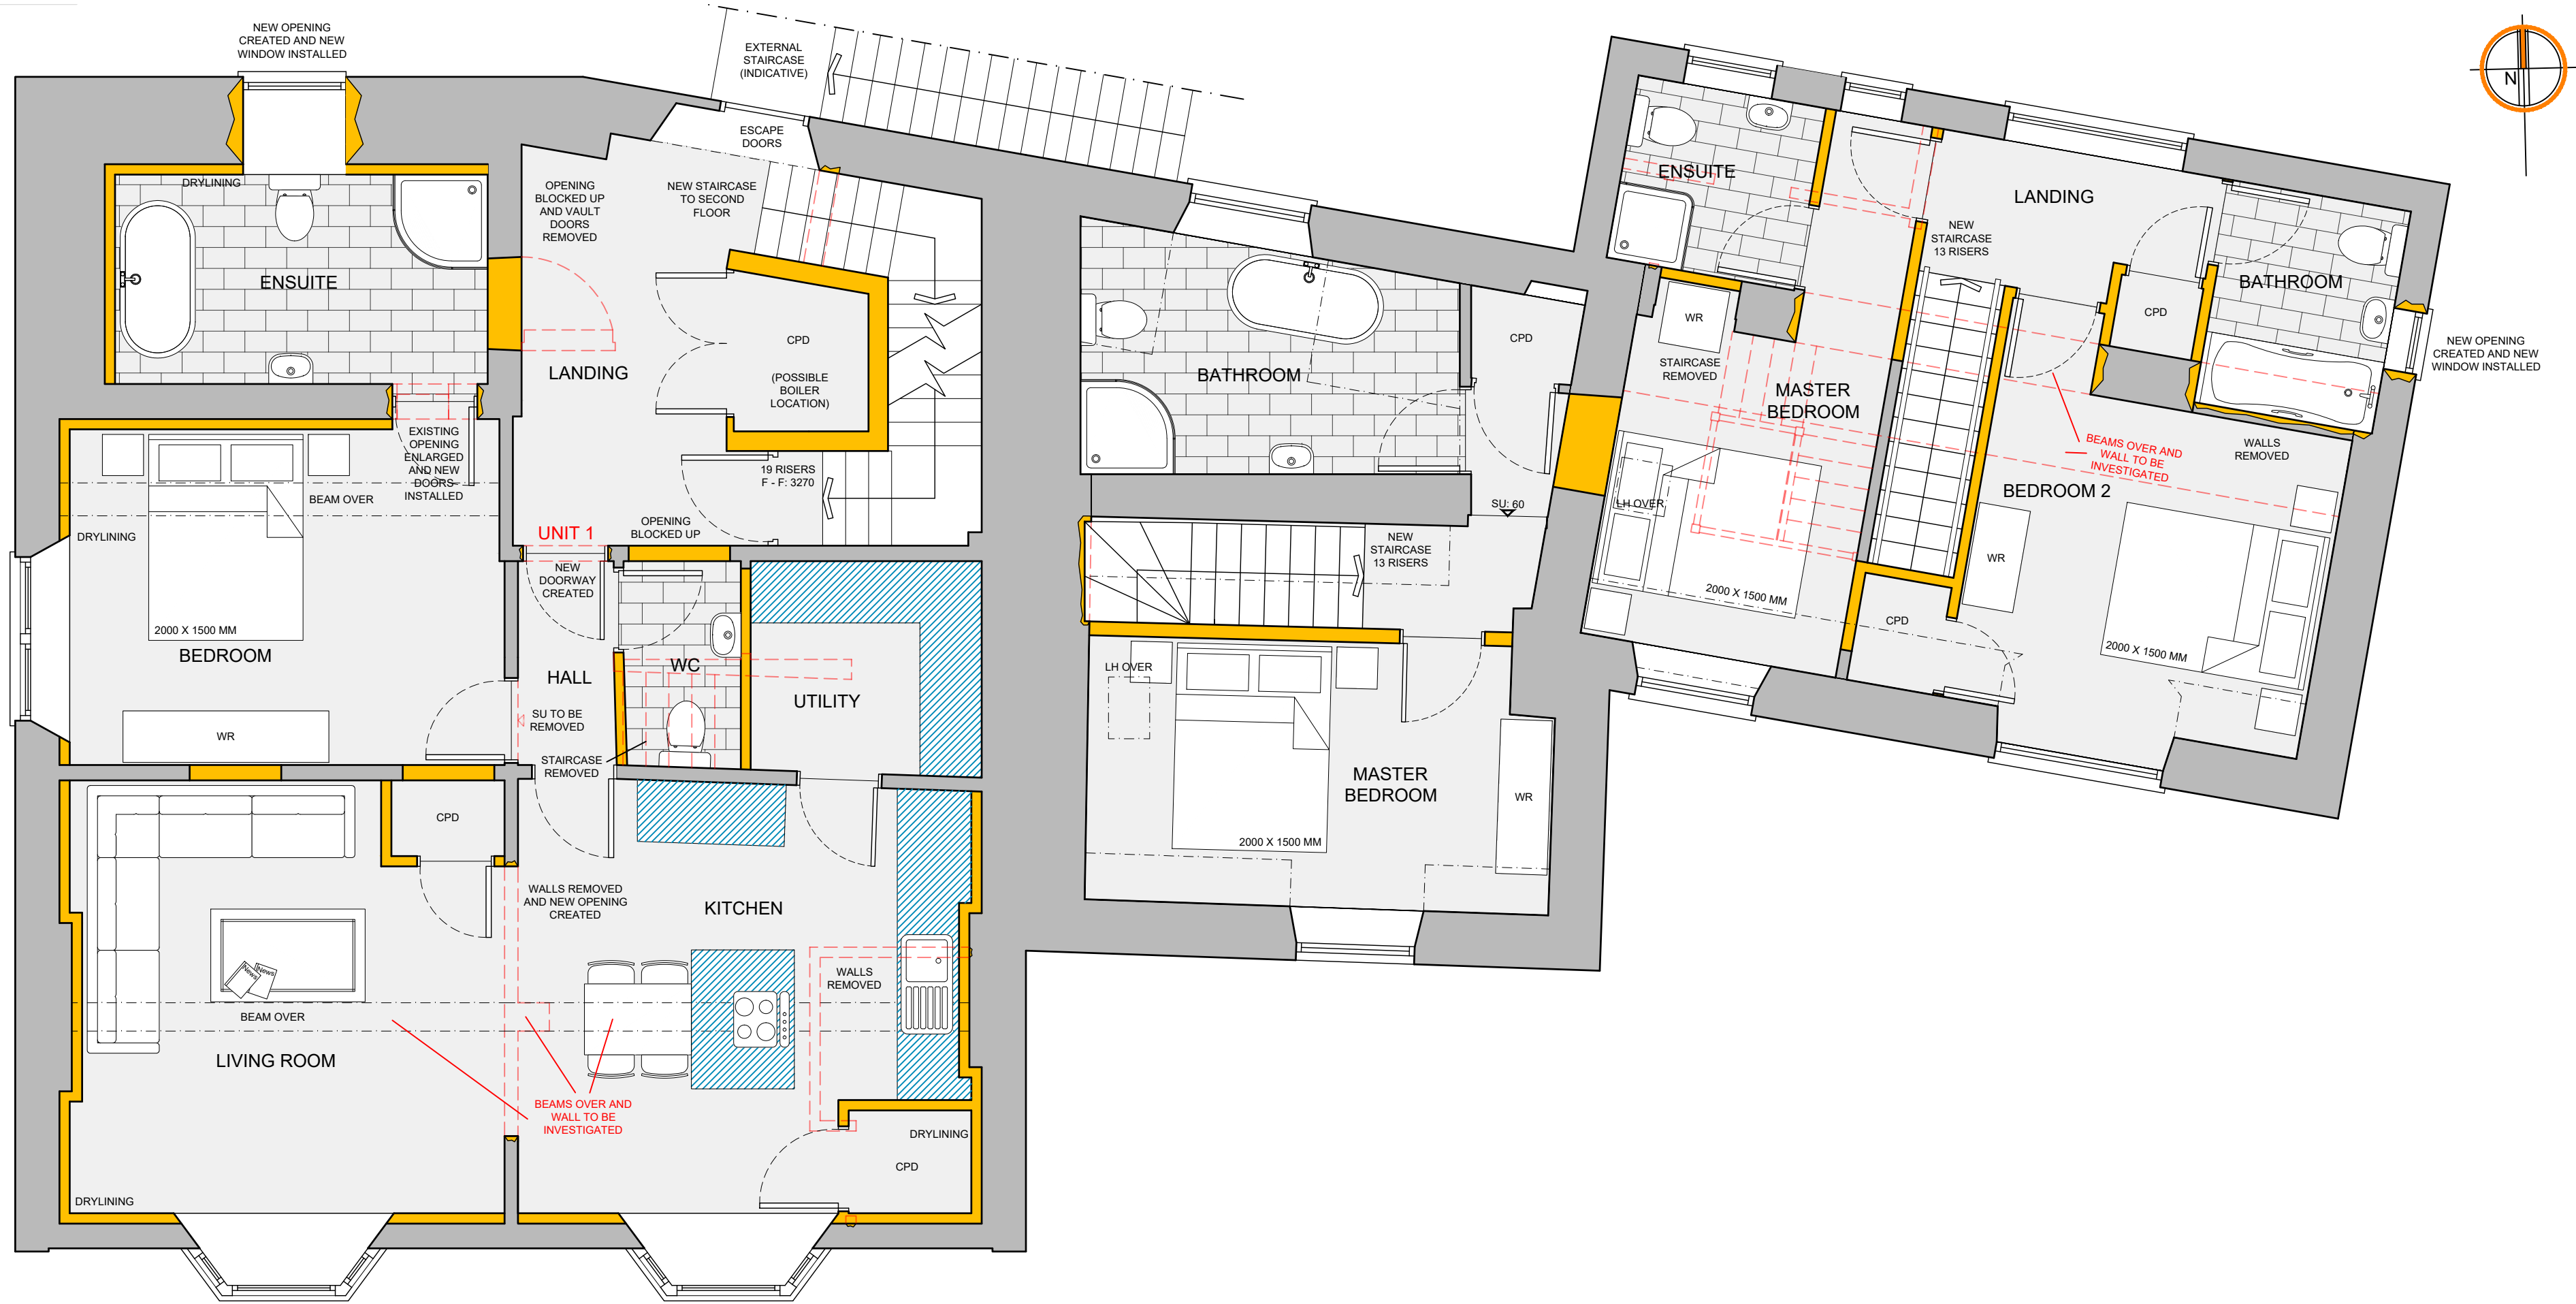 NEW OPENING
CREATED AND NEW
WINDOW INSTALLED
EXTERNAL
STAIRCASE
(INDICATIVE)
N
ESCAPE
DOORS
DRYLINING
ENSUITE
OPENING
BLOCKED UP
AND VAULT
DOORS
REMOVED
NEW STAIRCASE
TO SECOND
FLOOR
LANDING
CPD
(POSSIBLE
BOILER
LOCATION)
EXISTING
OPENING
ENLARGED
AND NEW
DOORS
INSTALLED
19 RISERS
F - F: 3270
BEAM OVER
DRYLINING
UNIT 1
OPENING
BLOCKED UP
2000 X 1500 MM
BEDROOM
WR
NEW
DOORWAY
CREATED
HALL
WC
UTILITY
SU TO BE
REMOVED
STAIRCASE
REMOVED
CPD
WALLS REMOVED
AND NEW OPENING
CREATED
KITCHEN
WALLS
REMOVED
News
News
BEAM OVER
LIVING ROOM
BEAMS OVER AND
WALL TO BE
INVESTIGATED
DRYLINING
CPD
DRYLINING
BATHROOM
CPD
SU: 60
NEW
STAIRCASE
13 RISERS
LH OVER
MASTER
BEDROOM
WR
2000 X 1500 MM
ENSUITE
LANDING
NEW
STAIRCASE
13 RISERS
BATHROOM
WR
CPD
STAIRCASE
REMOVED
MASTER
BEDROOM
NEW OPENING
CREATED AND NEW
WINDOW INSTALLED
BEAMS OVER AND
WALL TO BE
INVESTIGATED
WALLS
REMOVED
BEDROOM 2
LH OVER
WR
2000 X 1500 MM
CPD
2000 X 1500 MM